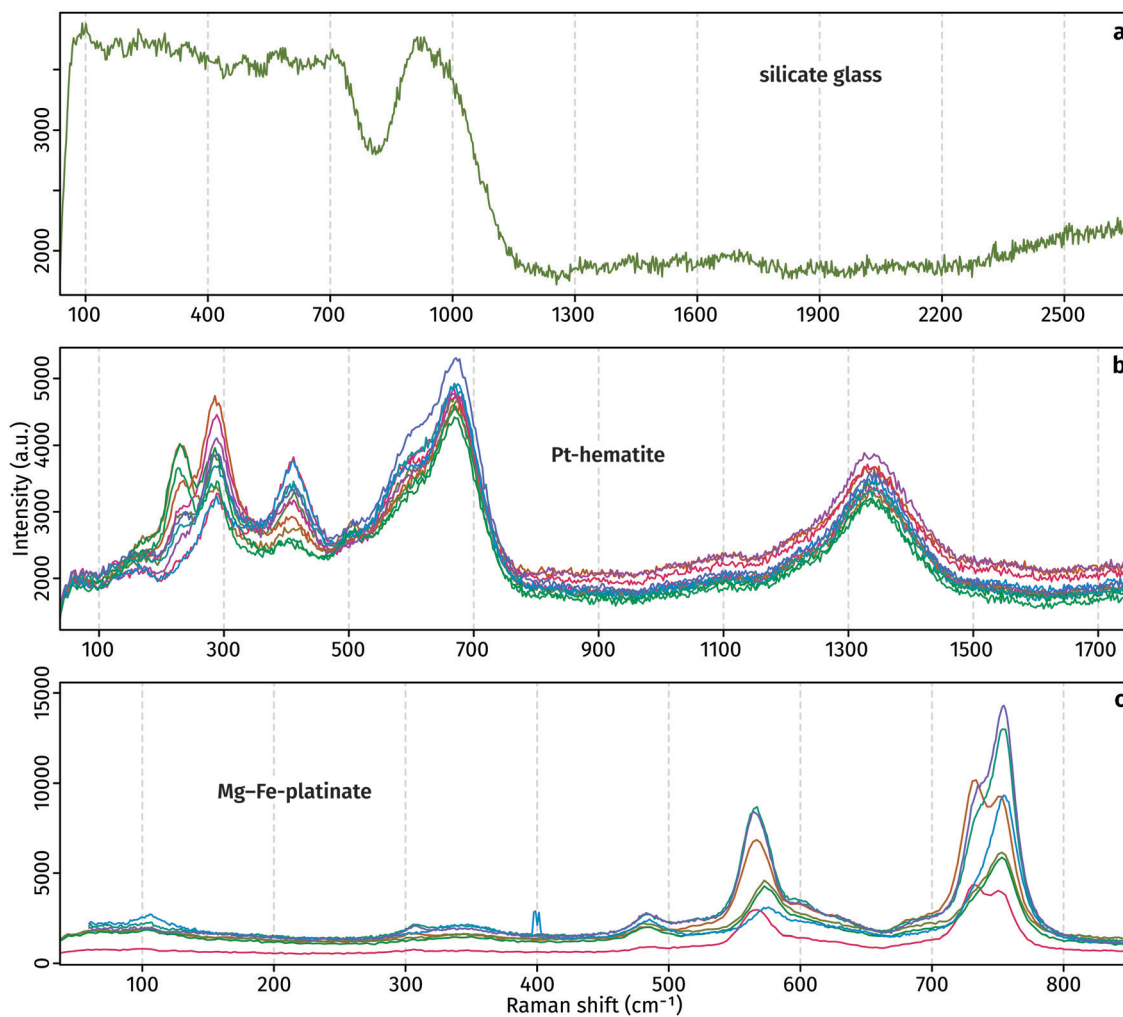 a
silicate glass
3000
2000
100 400 700 1000 1300 1600 1900 2200 2500
b
Pt-hematite
Intensity (a.u.)
5000
4000
3000
2000
100 300 500 700 900 1100 1300 1500 1700
c
Mg–Fe-platinate
15000
10000
5000
0
100 200 300 400 500 600 700 800
Raman shift (cm⁻¹)